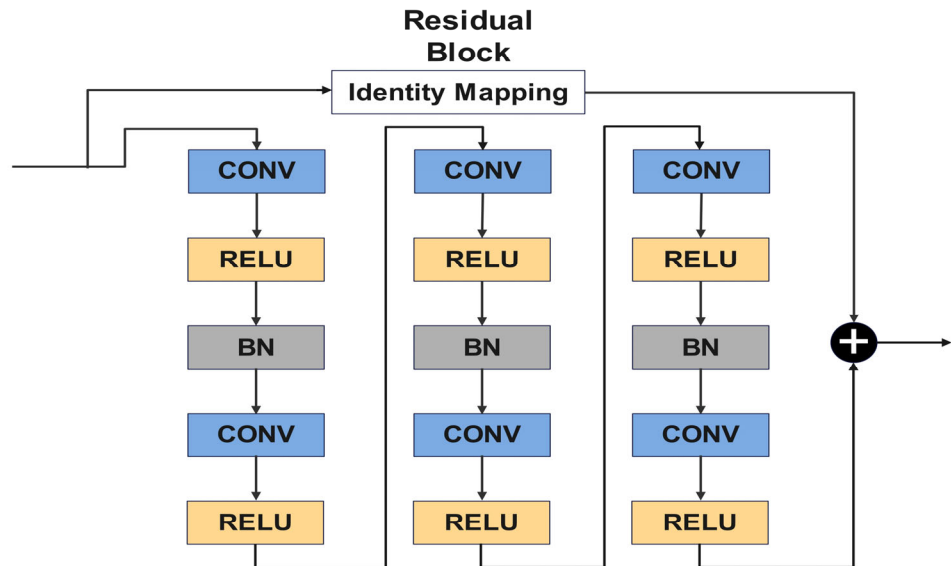 Residual
Block
Identity Mapping
CONV
RELU
BN
CONV
RELU
CONV
RELU
BN
CONV
RELU
CONV
RELU
BN
CONV
RELU
+